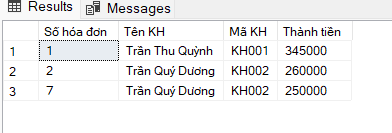 Results Messages
Số hóa đơn Tên KH Mã KH Thành tiền
1 1 Trần Thu Quỳnh KH001 345000
2 2 Trần Quý Dương KH002 260000
3 7 Trần Quý Dương KH002 250000